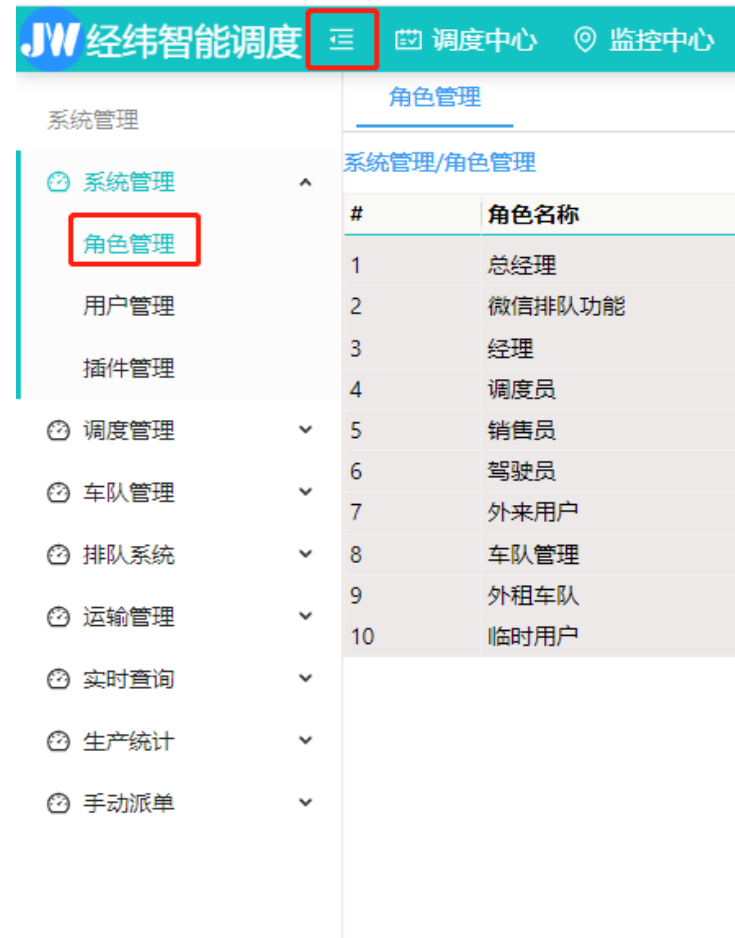 JW 经纬智能调度 调度中心 监控中心
系统管理
系统管理
角色管理
用户管理
插件管理
调度管理
车队管理
排队系统
运输管理
实时查询
生产统计
手动派单
角色管理
系统管理/角色管理
# 角色名称
1 总经理
2 微信排队功能
3 经理
4 调度员
5 销售员
6 驾驶员
7 外来用户
8 车队管理
9 外租车队
10 临时用户